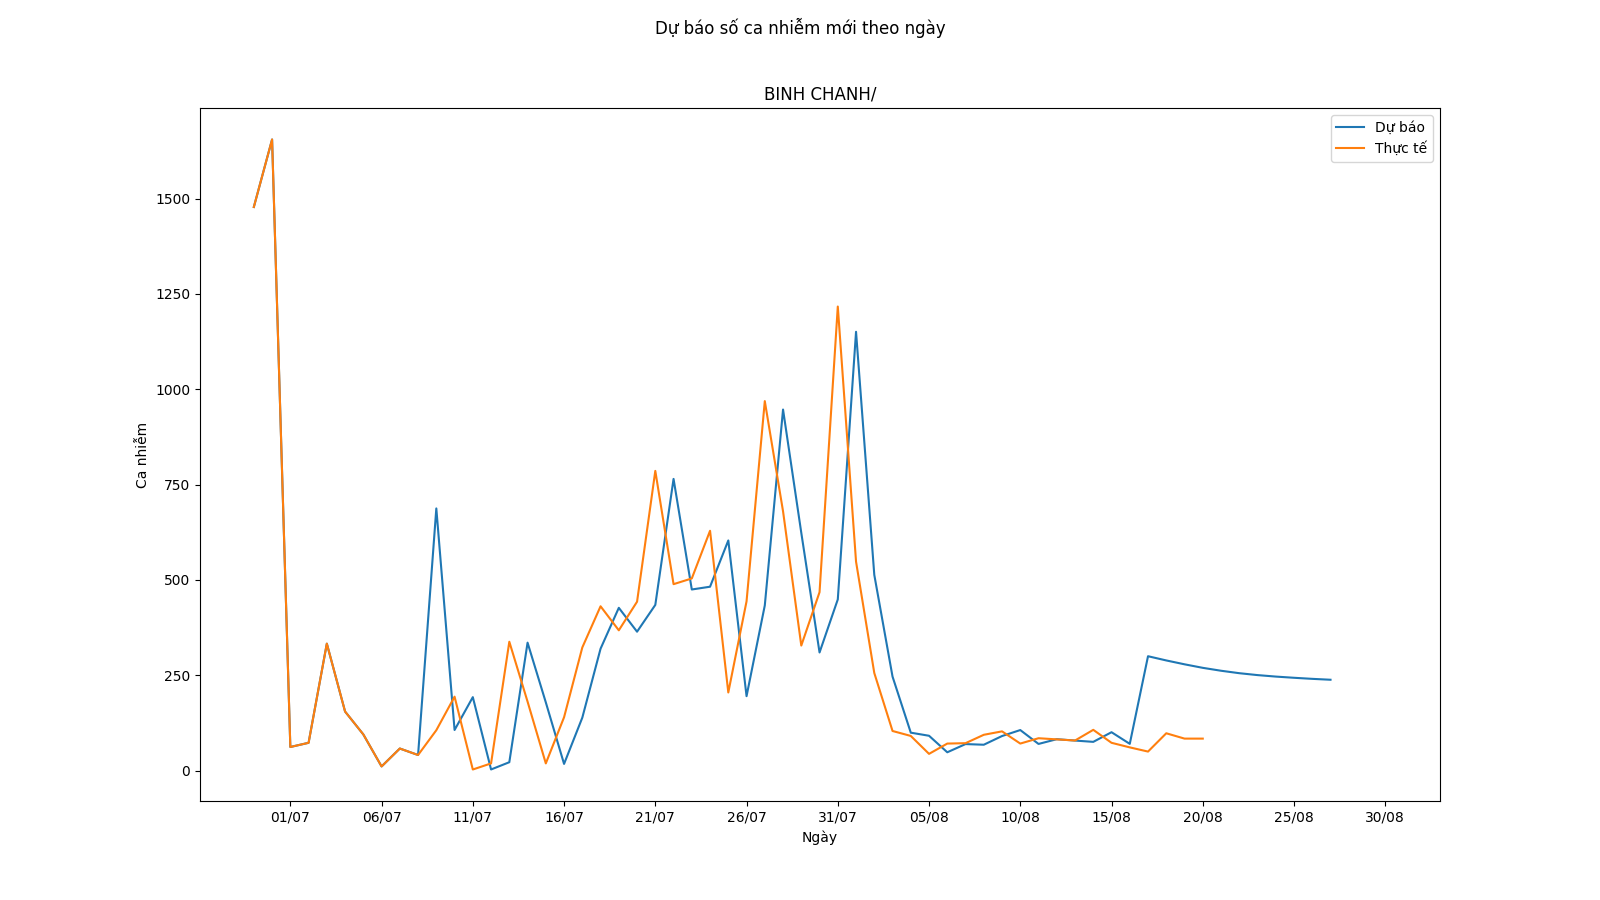 Dự báo số ca nhiễm mới theo ngày
BINH CHANH/
Dự báo
Thực tế
1500
1250
1000
750
500
250
0
Ca nhiễm
01/07 06/07 11/07 16/07 21/07 26/07 31/07 05/08 10/08 15/08 20/08 25/08 30/08
Ngày